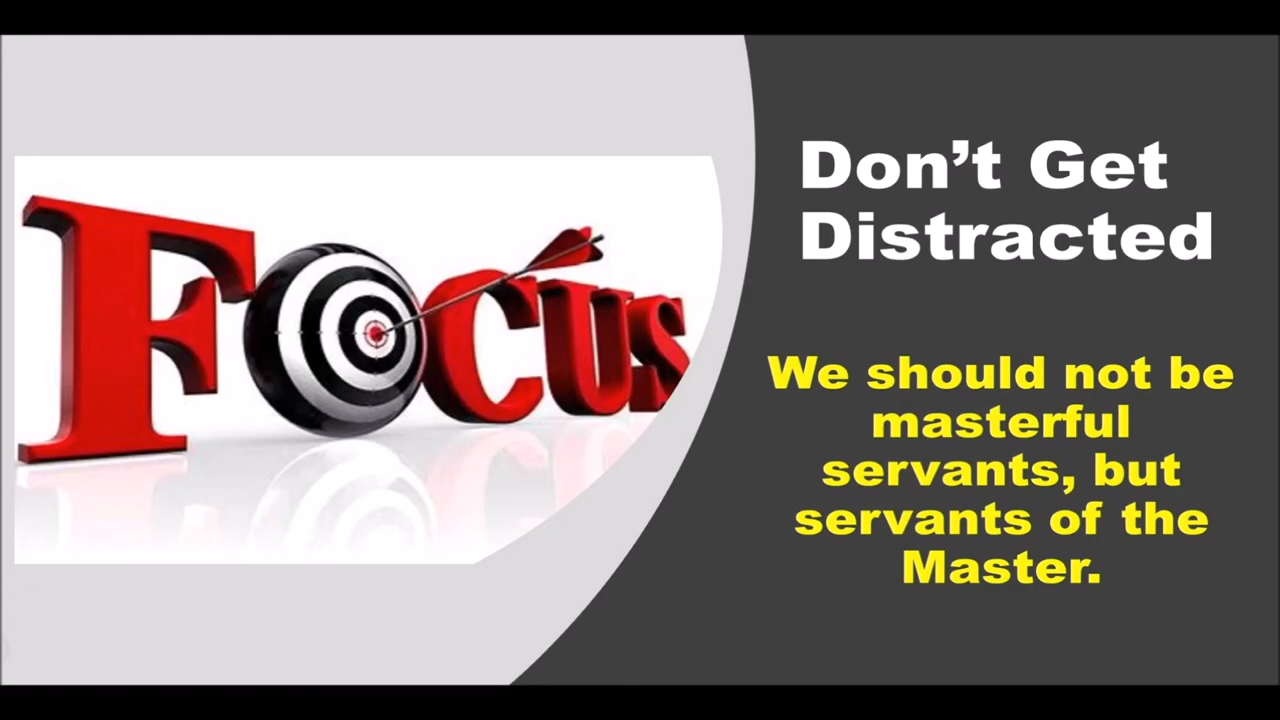 FOCUS
Don’t Get
Distracted
We should not be
masterful
servants, but
servants of the
Master.